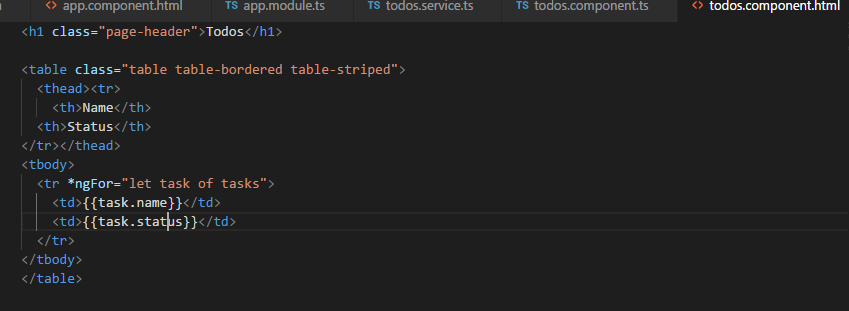 <> app.component.html TS app.module.ts TS todos.service.ts TS todos.component.ts <> todos.component.html
<h1 class="page-header">Todos</h1>
<table class="table table-bordered table-striped">
<thead><tr>
<th>Name</th>
<th>Status</th>
</tr></thead>
<tbody>
<tr *ngFor="let task of tasks">
<td>{{task.name}}</td>
<td>{{task.status}}</td>
</tr>
</tbody>
</table>